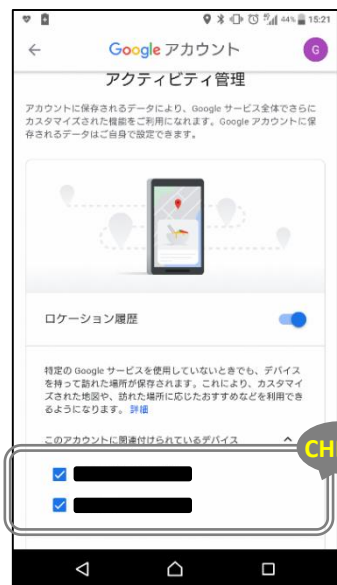 44% 15:21
Google アカウント
G
アクティビティ管理
アカウントに保存されるデータにより、Google サービス全体でさらに
カスタマイズされた機能をご利用になれます。Google アカウントに保
存されるデータはご自身で設定できます。
ロケーション履歴
特定の Google サービスを使用していないときでも、デバイス
を持って訪れた場所が保存されます。これにより、カスタマイ
ズされた地図や、訪れた場所に応じたおすすめなどを利用でき
るようになります。 詳細
このアカウントに関連付けられているデバイス